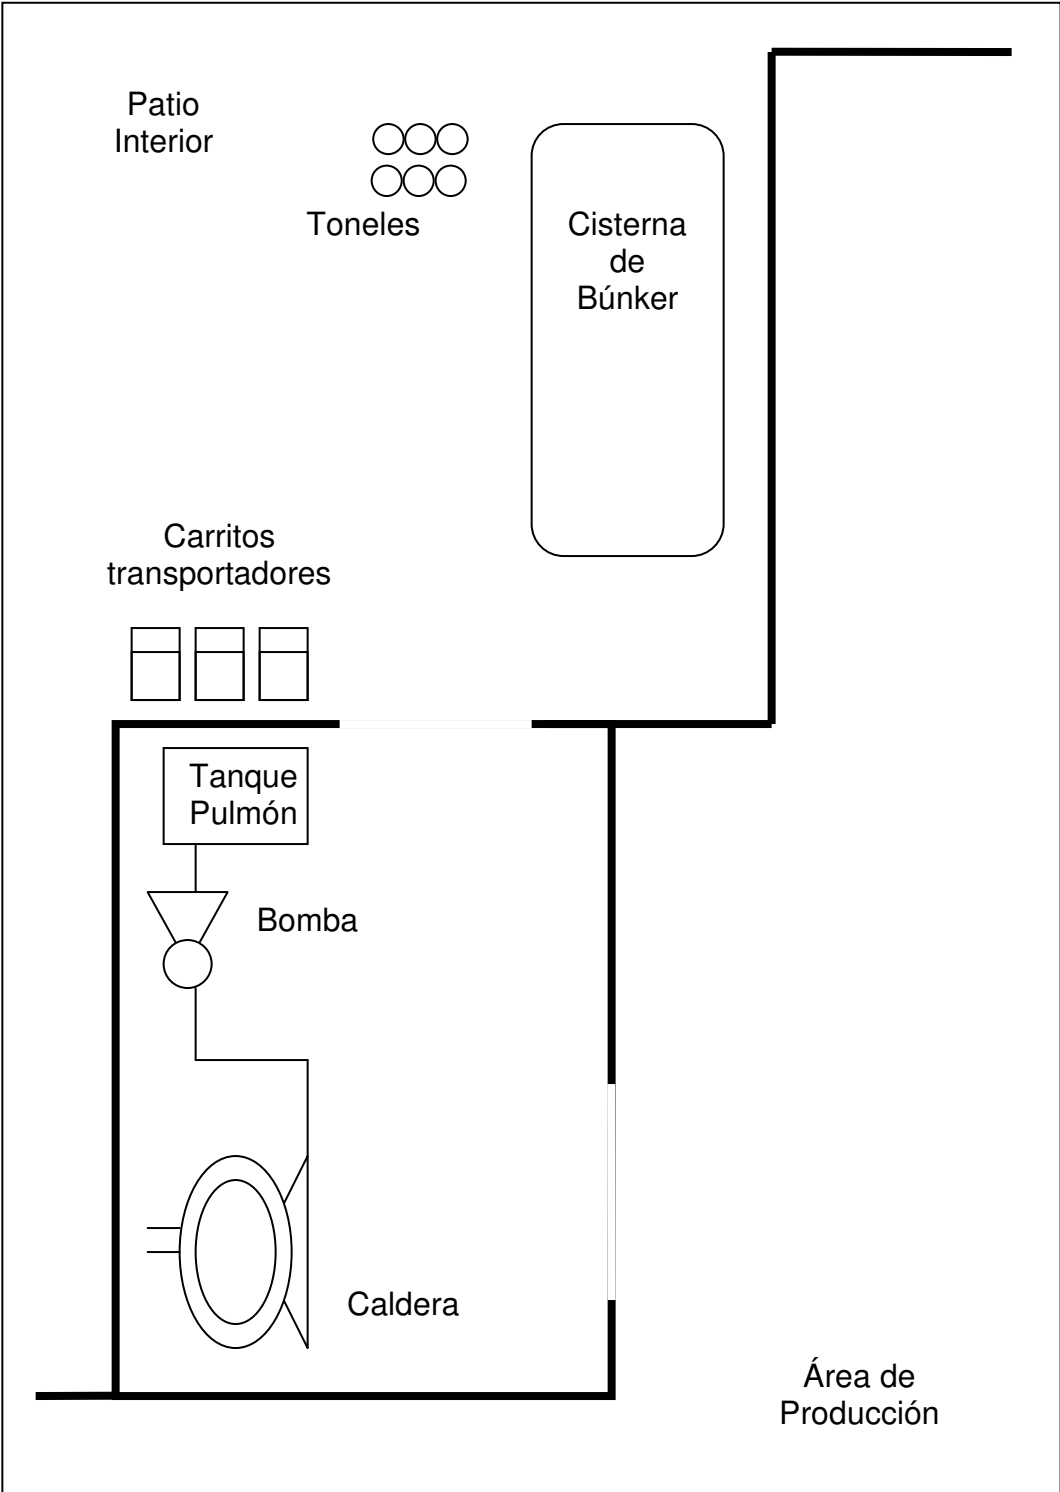 Patio
Interior
Toneles
Cisterna
de
Búnker
Carritos
transportadores
Tanque
Pulmón
Bomba
Caldera
Área de
Producción